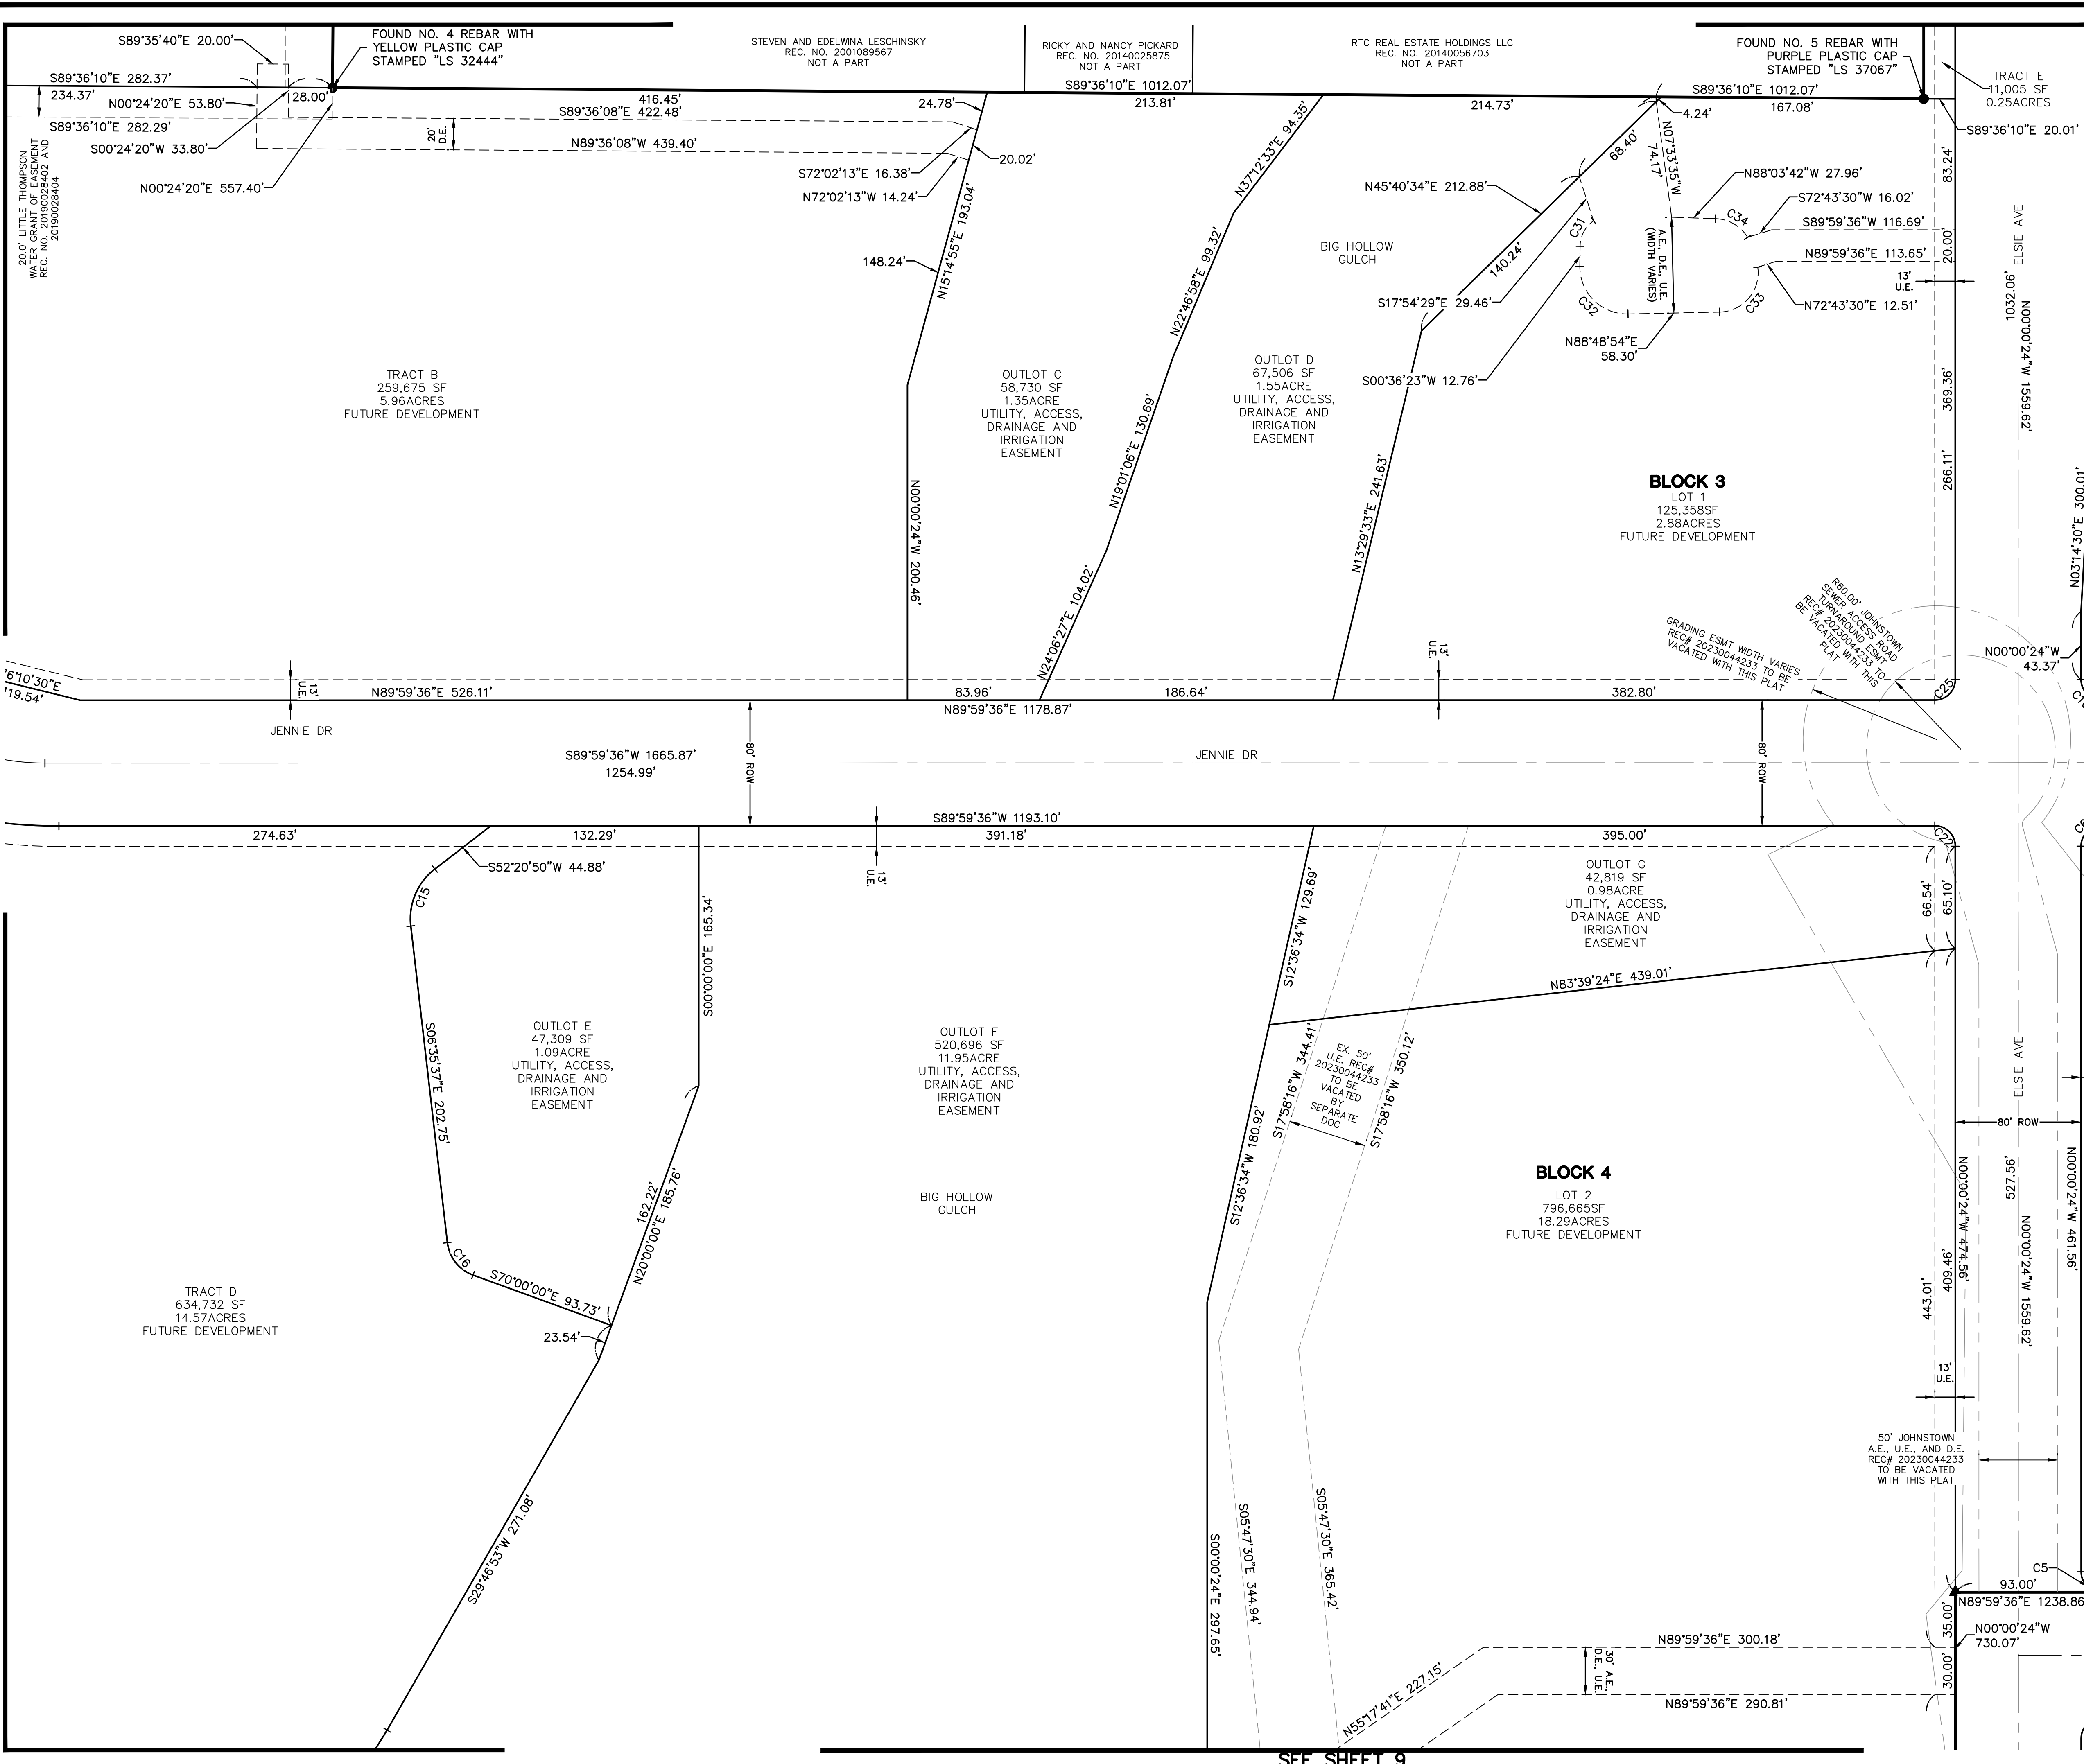 S89°35'40"E 20.00'
FOUND NO. 4 REBAR WITH
YELLOW PLASTIC CAP
STAMPED "LS 32444"
STEVEN AND EDELWINA LESCHINSKY
REC. NO. 2001089567
NOT A PART
RICKY AND NANCY PICKARD
REC. NO. 20140025875
NOT A PART
RTC REAL ESTATE HOLDINGS LLC
REC. NO. 20140056703
NOT A PART
FOUND NO. 5 REBAR WITH
PURPLE PLASTIC CAP
STAMPED "LS 37067"
TRACT E
11,005 SF
0.25ACRES
S89°36'10"E 282.37'
234.37'
28.00'
N00°24'20"E 53.80'
S89°36'10"E 282.29'
S00°24'20"W 33.80'
N00°24'20"E 557.40'
20.0' LITTLE THOMPSON
WATER GRANT OF EASEMENT
REC. NO. 20190028402 AND
20190028404
416.45'
S89°36'08"E 422.48'
20'
D.E.
N89°36'08"W 439.40'
24.78'
S89°36'10"E 1012.07'
213.81'
214.73'
S89°36'10"E 1012.07'
167.08'
4.24'
S89°36'10"E 20.01'
S72°02'13"E 16.38'
N72°02'13"W 14.24'
20.02'
N15°14'55"E 193.04'
148.24'
N37°12'33"E 94.35'
N22°46'58"E 99.32'
N19°01'06"E 130.69'
N24°06'27"E 104.02'
N00°00'24"W 200.46'
BIG HOLLOW
GULCH
N45°40'34"E 212.88'
68.40'
140.24'
N07°33'35"W
74.17'
N88°03'42"W 27.96'
S72°43'30"W 16.02'
S89°59'36"W 116.69'
N89°59'36"E 113.65'
N72°43'30"E 12.51'
C31
C32
C33
C34
A.E., D.E., U.E.
(WIDTH VARIES)
S17°54'29"E 29.46'
N88°48'54"E
58.30'
S00°36'23"W 12.76'
N13°29'33"E 241.63'
83.24'
20.00'
13'
U.E.
369.36'
266.11'
ELSIE AVE
1032.06'
N00°00'24"W 1559.62'
N03°14'30"E 300.01'
TRACT B
259,675 SF
5.96ACRES
FUTURE DEVELOPMENT
OUTLOT C
58,730 SF
1.35ACRE
UTILITY, ACCESS,
DRAINAGE AND
IRRIGATION
EASEMENT
OUTLOT D
67,506 SF
1.55ACRE
UTILITY, ACCESS,
DRAINAGE AND
IRRIGATION
EASEMENT
BLOCK 3
LOT 1
125,358SF
2.88ACRES
FUTURE DEVELOPMENT
GRADING ESMT WIDTH VARIES
REC# 20230044233 TO BE
VACATED WITH THIS PLAT
R60.00' JOHNSTOWN
SEWER ACCESS ROAD
TURNAROUND ESMT
REC# 20230044233 TO
BE VACATED WITH THIS
PLAT
N00°00'24"W
43.37'
C25
6°10'30"E
119.54'
13'
U.E.
N89°59'36"E 526.11'
83.96'
186.64'
13'
U.E.
382.80'
N89°59'36"E 1178.87'
JENNIE DR
80' ROW
S89°59'36"W 1665.87'
1254.99'
JENNIE DR
80' ROW
S89°59'36"W 1193.10'
274.63'
132.29'
391.18'
395.00'
13'
U.E.
C22
S52°20'50"W 44.88'
C15
S06°35'37"E 202.75'
C16
S70°00'00"E 93.73'
23.54'
S00°00'00"E 165.34'
162.22'
N20°00'00"E 185.76'
S29°46'53"W 271.08'
OUTLOT E
47,309 SF
1.09ACRE
UTILITY, ACCESS,
DRAINAGE AND
IRRIGATION
EASEMENT
OUTLOT F
520,696 SF
11.95ACRE
UTILITY, ACCESS,
DRAINAGE AND
IRRIGATION
EASEMENT
BIG HOLLOW
GULCH
OUTLOT G
42,819 SF
0.98ACRE
UTILITY, ACCESS,
DRAINAGE AND
IRRIGATION
EASEMENT
66.54'
65.10'
N83°39'24"E 439.01'
S12°36'34"W 129.69'
S12°36'34"W 180.92'
S17°58'16"W 344.41'
EX. 50'
U.E. REC#
20230044233
TO BE
VACATED
BY
SEPARATE
DOC
S17°58'16"W 350.12'
BLOCK 4
LOT 2
796,665SF
18.29ACRES
FUTURE DEVELOPMENT
TRACT D
634,732 SF
14.57ACRES
FUTURE DEVELOPMENT
ELSIE AVE
80' ROW
527.56'
N00°00'24"W 1559.62'
N00°00'24"W 461.56'
N00°00'24"W 474.56'
409.46'
443.01'
13'
U.E.
50' JOHNSTOWN
A.E., U.E., AND D.E.
REC# 20230044233
TO BE VACATED
WITH THIS PLAT
S00°00'24"E 297.65'
S05°47'30"E 344.94'
S05°47'30"E 365.42'
C5
93.00'
N89°59'36"E 1238.86
35.00'
N00°00'24"W
730.07'
30.00'
N89°59'36"E 300.18'
30' A.E.,
D.E., U.E.
N89°59'36"E 290.81'
N55°17'41"E 227.15'
SEE SHEET 9